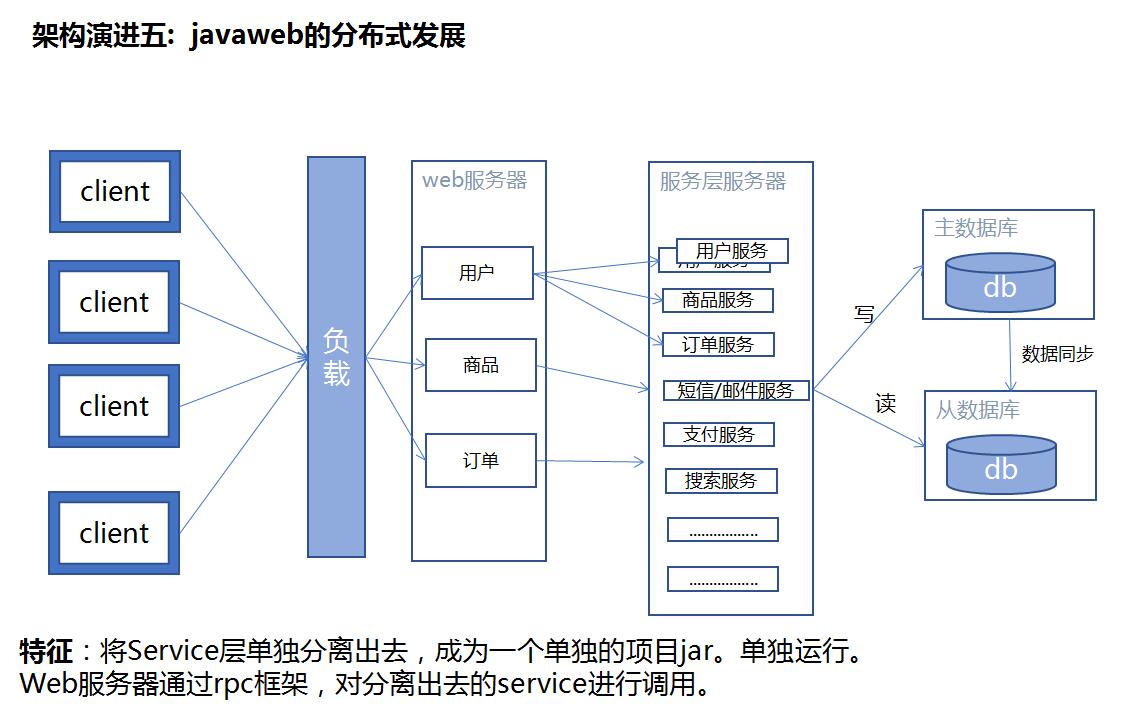 架构演进五：javaweb的分布式发展
client
client
client
client
负载
web服务器
用户
商品
订单
服务层服务器
用户服务
用户服务
商品服务
订单服务
短信/邮件服务
支付服务
搜索服务
.................
.................
写
读
主数据库
db
数据同步
从数据库
db
特征：将Service层单独分离出去，成为一个单独的项目jar。单独运行。
Web服务器通过rpc框架，对分离出去的service进行调用。